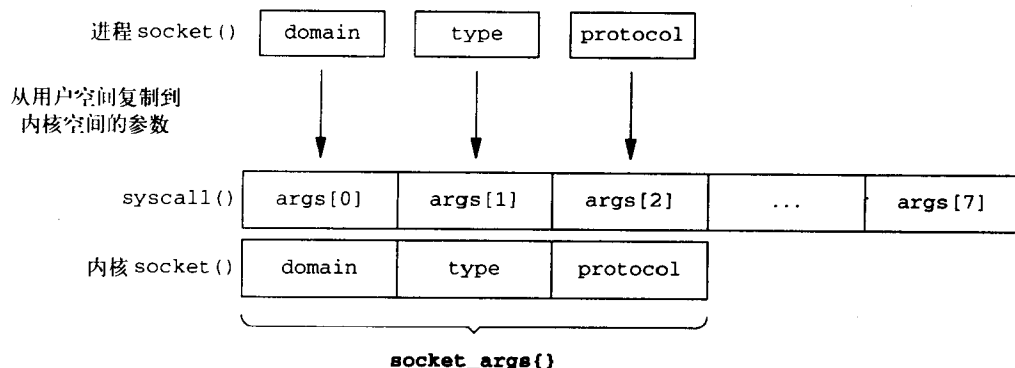 进程 socket() domain type protocol
从用户空间复制到
内核空间的参数
syscall() args[0] args[1] args[2] ... args[7]
内核 socket() domain type protocol
socket_args{}